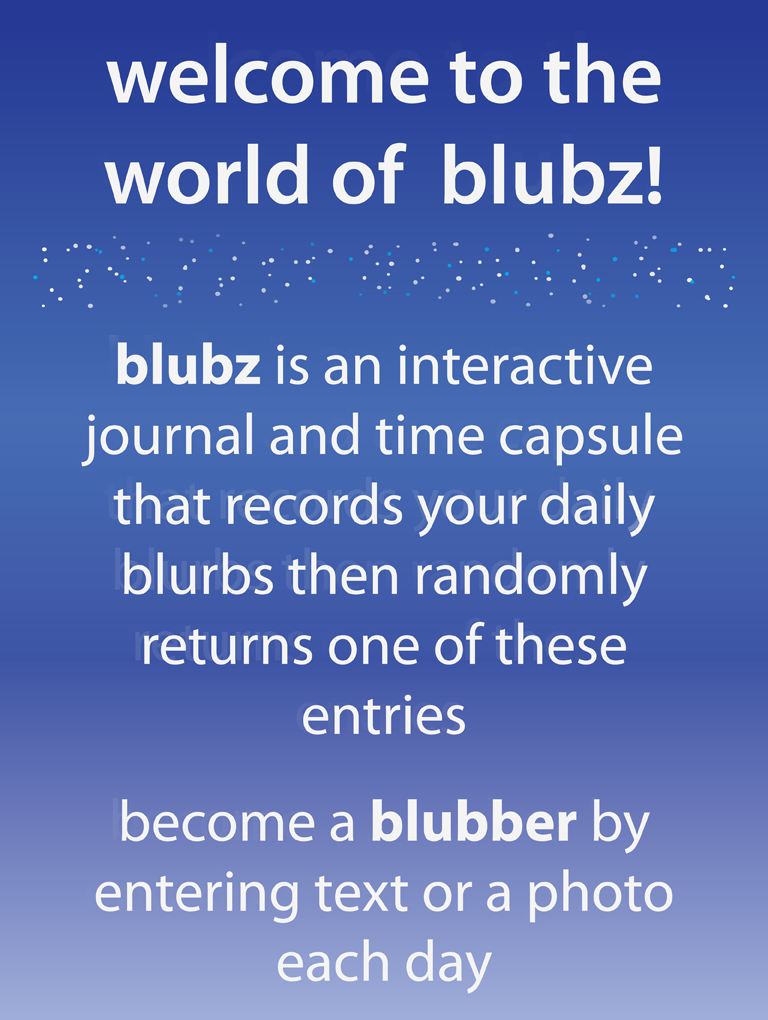 welcome to the
world of blubz!
blubz is an interactive
journal and time capsule
that records your daily
blurbs then randomly
returns one of these
entries
become a blubber by
entering text or a photo
each day